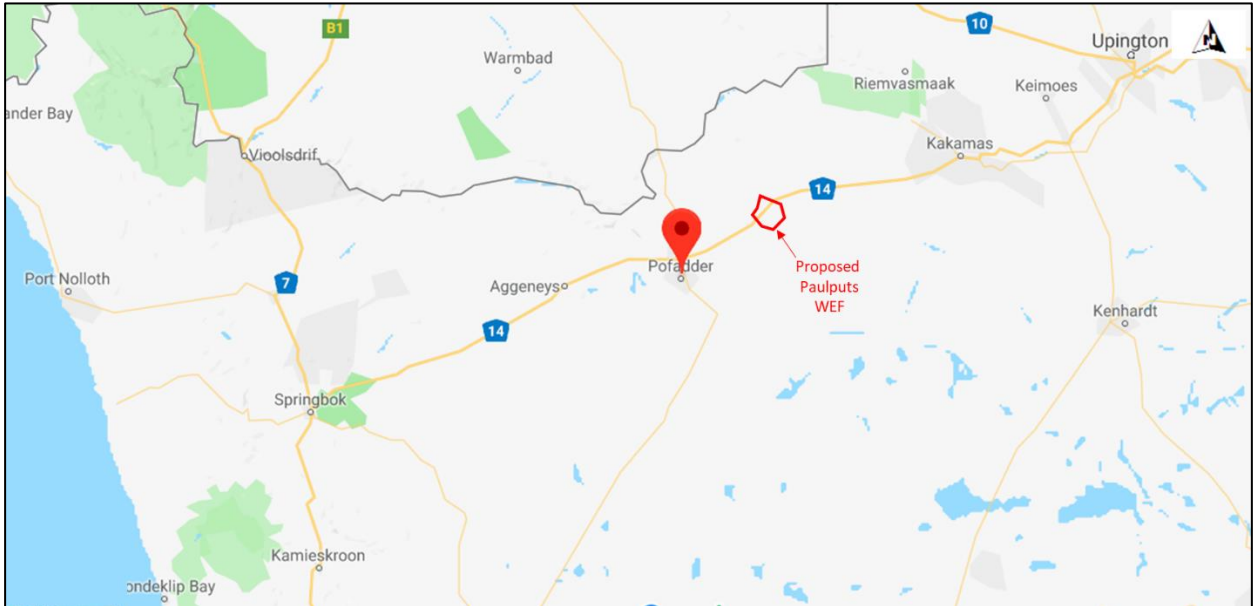 B1
10
Upington
Warmbad
Riemvasmaak
Keimoes
ander Bay
Vioolsdrif
Kakamas
14
Port Nolloth
7
Aggeneys
Pofadder
Proposed
Paulputs
WEF
Kenhardt
14
Springbok
Kamieskroon
ondeklip Bay